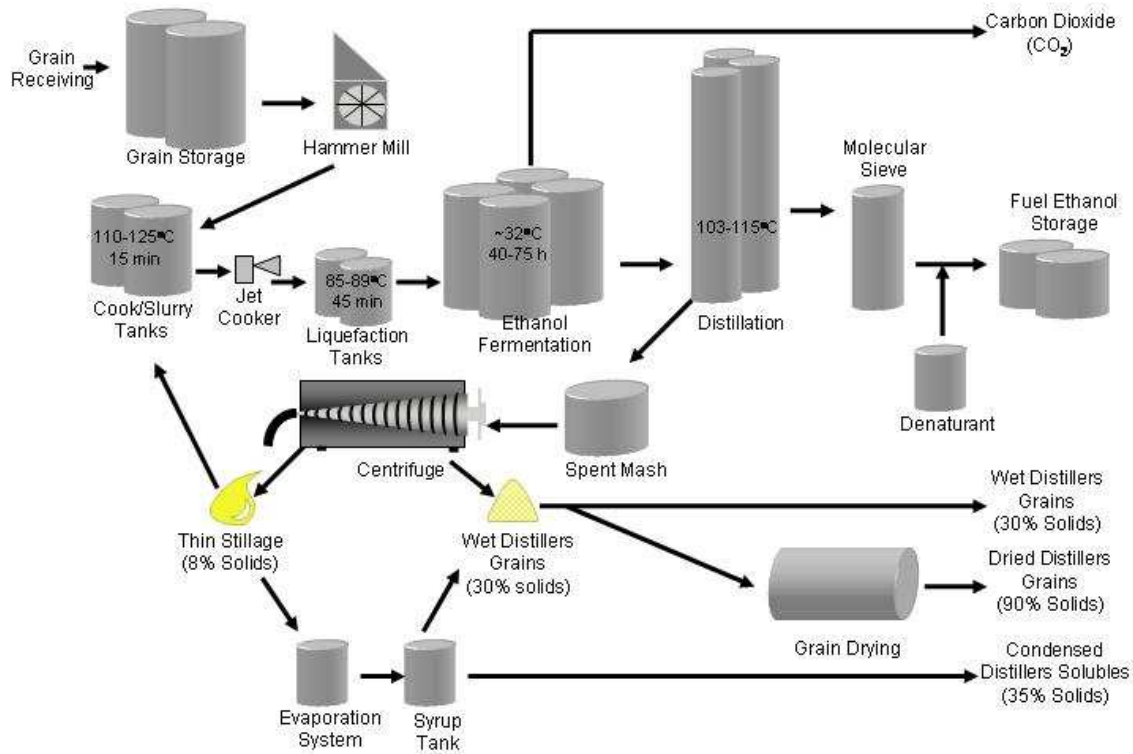 Carbon Dioxide
(CO₂)
Grain
Receiving
Grain Storage
Hammer Mill
Molecular
Sieve
Fuel Ethanol
Storage
110-125°C
15 min
Cook/Slurry
Tanks
Jet
Cooker
85-89°C
45 min
Liquefaction
Tanks
~32°C
40-75 h
Ethanol
Fermentation
103-115°C
Distillation
Denaturant
Centrifuge
Spent Mash
Thin Stillage
(8% Solids)
Wet Distillers
Grains
(30% solids)
Wet Distillers
Grains
(30% Solids)
Dried Distillers
Grains
(90% Solids)
Grain Drying
Evaporation
System
Syrup
Tank
Condensed
Distillers Solubles
(35% Solids)